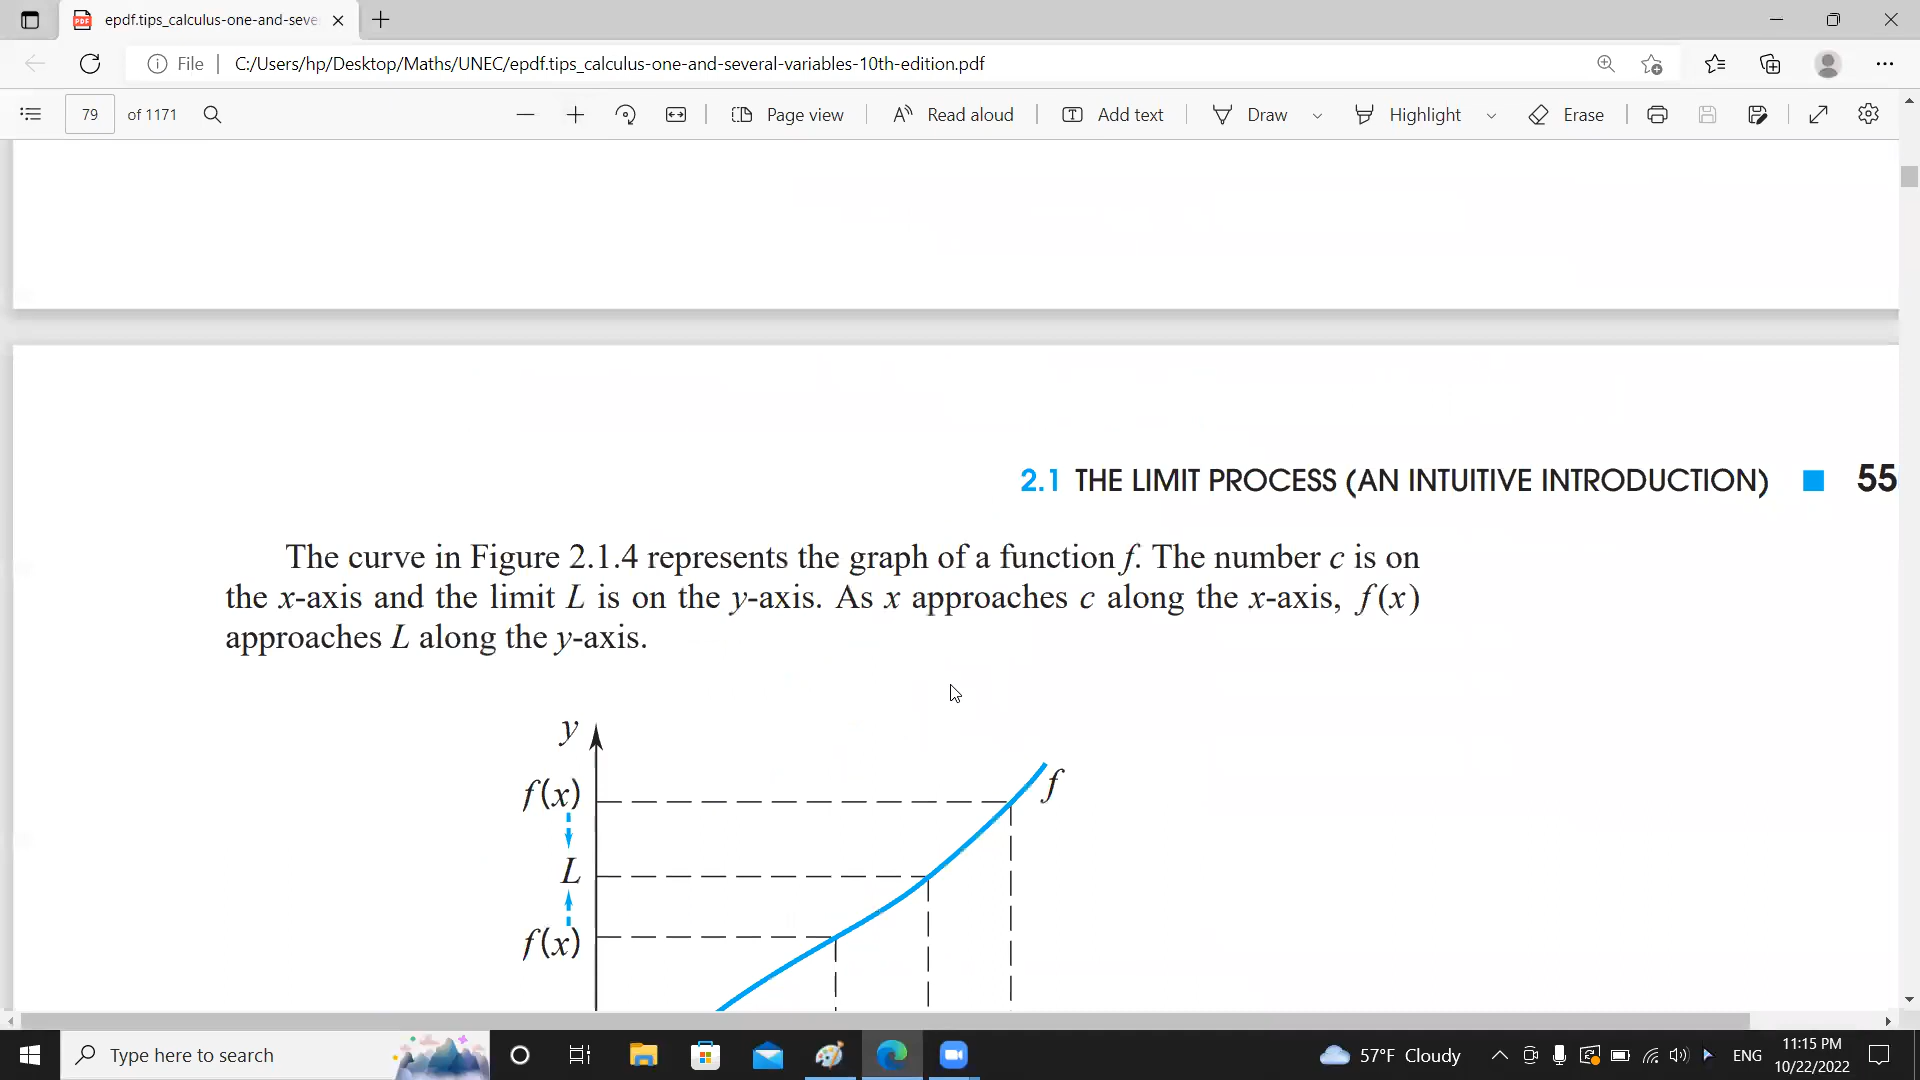 epdf.tips_calculus-one-and-seve
File
C:/Users/hp/Desktop/Maths/UNEC/epdf.tips_calculus-one-and-several-variables-10th-edition.pdf
79 of 1171
Page view
Read aloud
Add text
Draw
Highlight
Erase
2.1 THE LIMIT PROCESS (AN INTUITIVE INTRODUCTION) ■ 55
The curve in Figure 2.1.4 represents the graph of a function f. The number c is on
the x-axis and the limit L is on the y-axis. As x approaches c along the x-axis, f(x)
approaches L along the y-axis.
y
f(x)
f
L
f(x)
Type here to search
57°F Cloudy
ENG
11:15 PM
10/22/2022